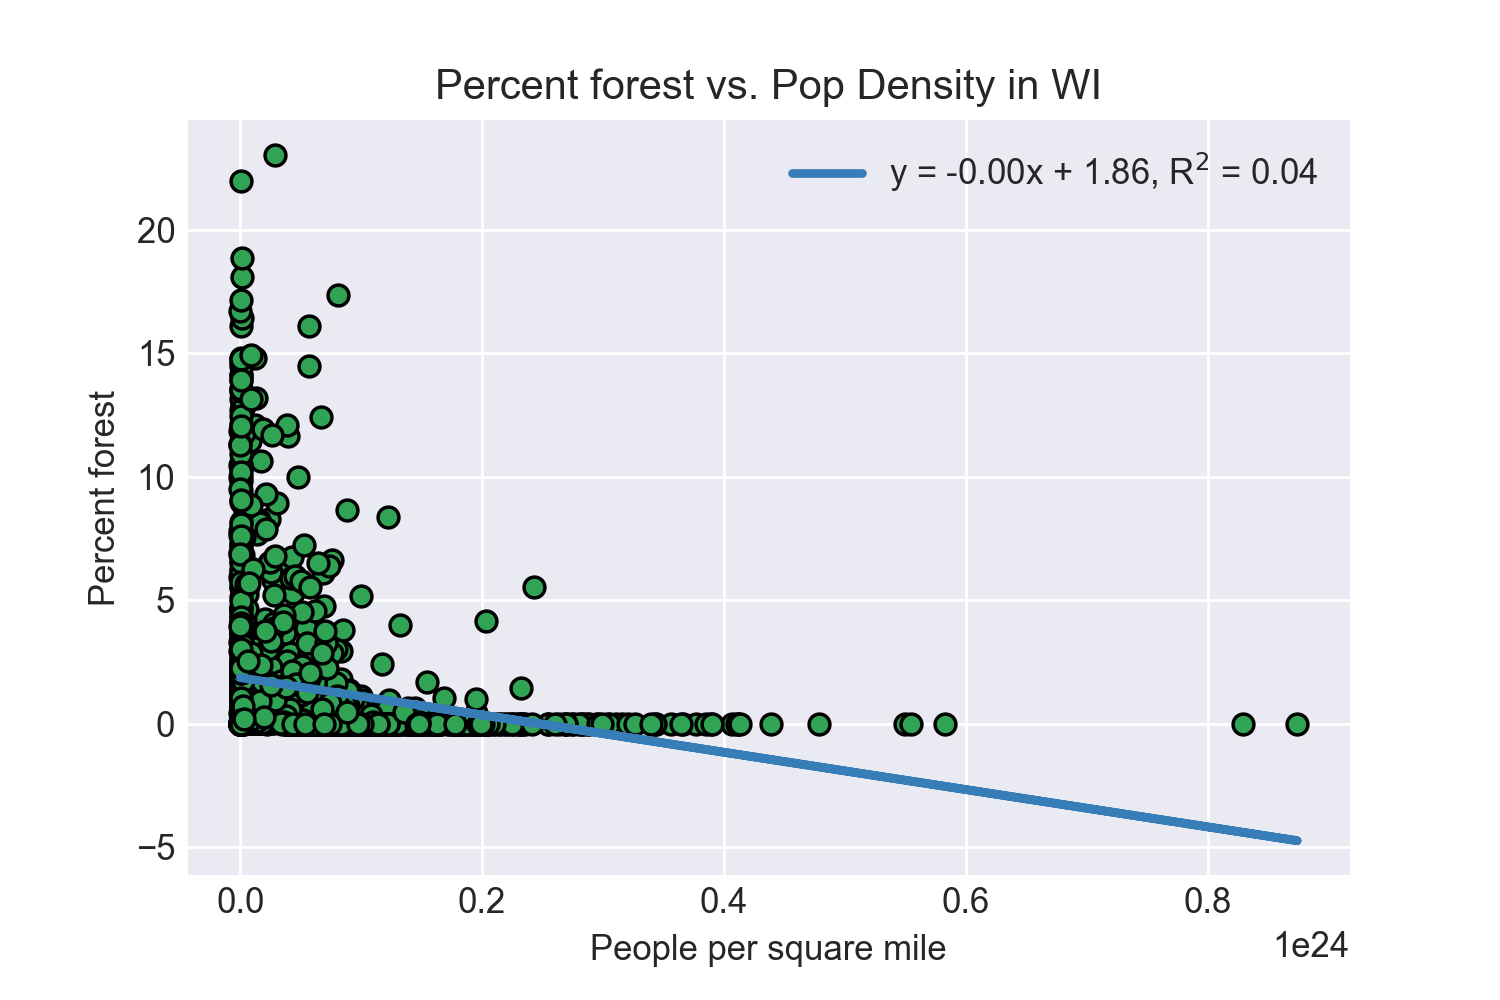 Percent forest vs. Pop Density in WI
y = -0.00x + 1.86, R² = 0.04
Percent forest
20
15
10
5
0
−5
0.0 0.2 0.4 0.6 0.8
1e24
People per square mile